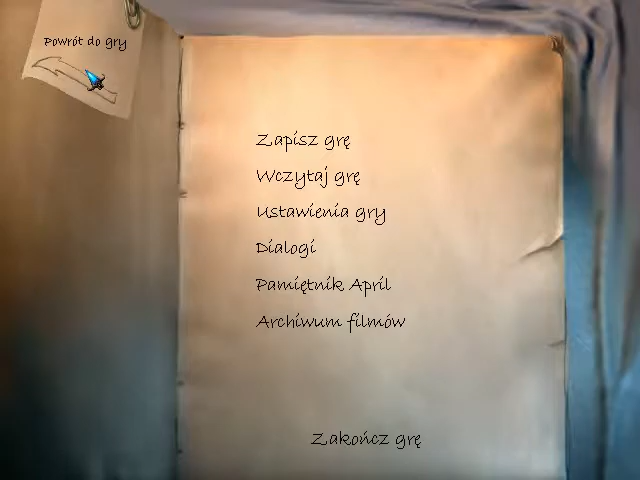 Powrót do gry
Zapisz grę
Wczytaj grę
Ustawienia gry
Dialogi
Pamiętnik April
Archiwum filmów
Zakończ grę